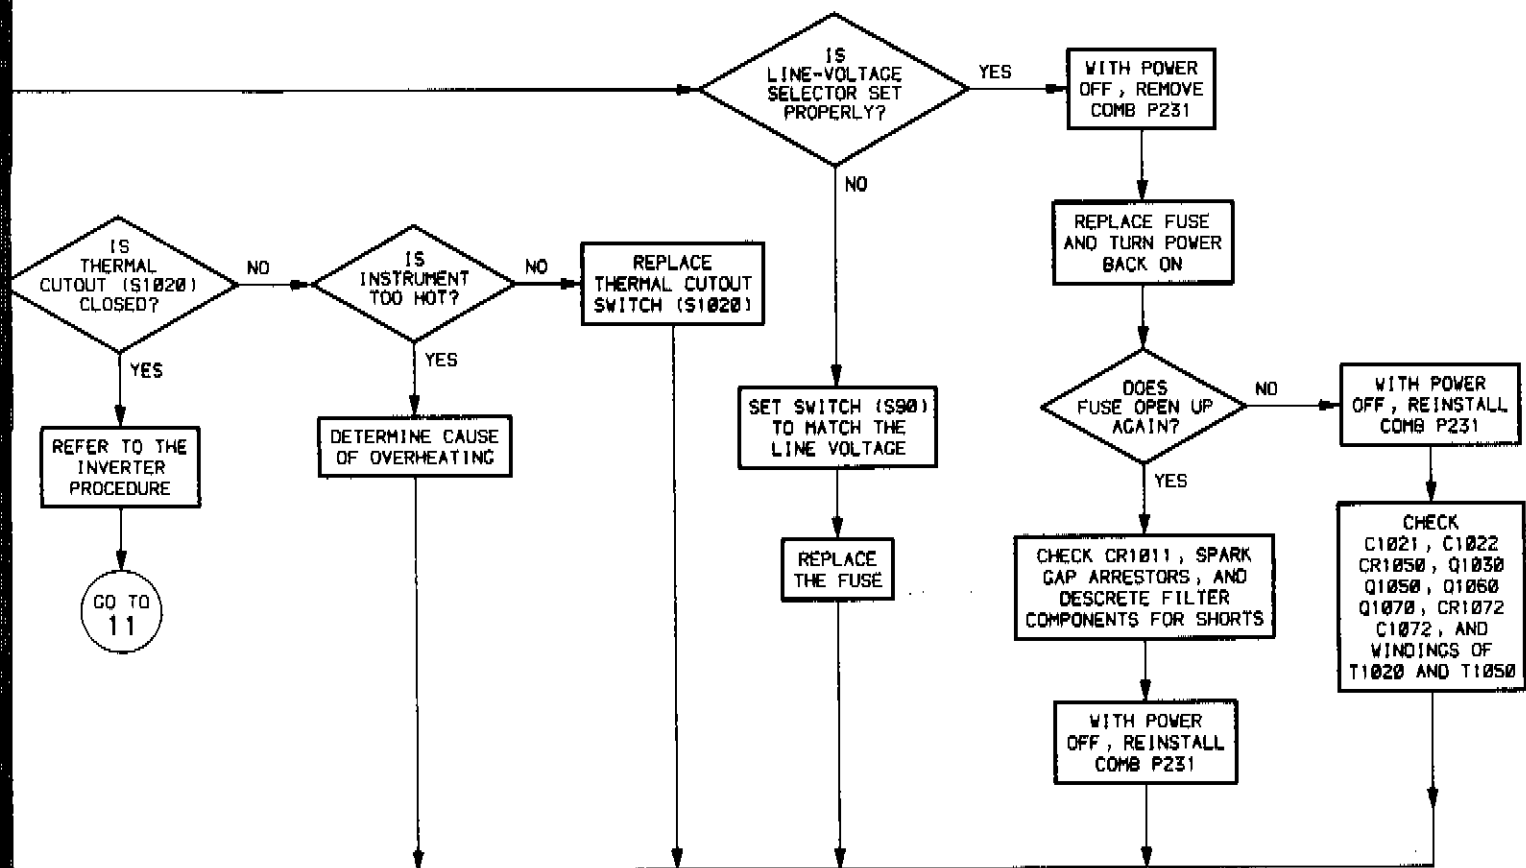 IS
LINE-VOLTAGE
SELECTOR SET
PROPERLY?
YES
WITH POWER
OFF, REMOVE
COMB P231
NO
REPLACE FUSE
AND TURN POWER
BACK ON
IS
THERMAL
CUTOUT (S1020)
CLOSED?
NO
IS
INSTRUMENT
TOO HOT?
NO
REPLACE
THERMAL CUTOUT
SWITCH (S1020)
YES
YES
REFER TO THE
INVERTER
PROCEDURE
DETERMINE CAUSE
OF OVERHEATING
SET SWITCH (S90)
TO MATCH THE
LINE VOLTAGE
DOES
FUSE OPEN UP
AGAIN?
NO
WITH POWER
OFF, REINSTALL
COMB P231
YES
GO TO
11
REPLACE
THE FUSE
CHECK CR1011, SPARK
GAP ARRESTORS, AND
DESCRETE FILTER
COMPONENTS FOR SHORTS
CHECK
C1021, C1022
CR1050, Q1030
Q1050, Q1060
Q1070, CR1072
C1072, AND
WINDINGS OF
T1020 AND T1050
WITH POWER
OFF, REINSTALL
COMB P231